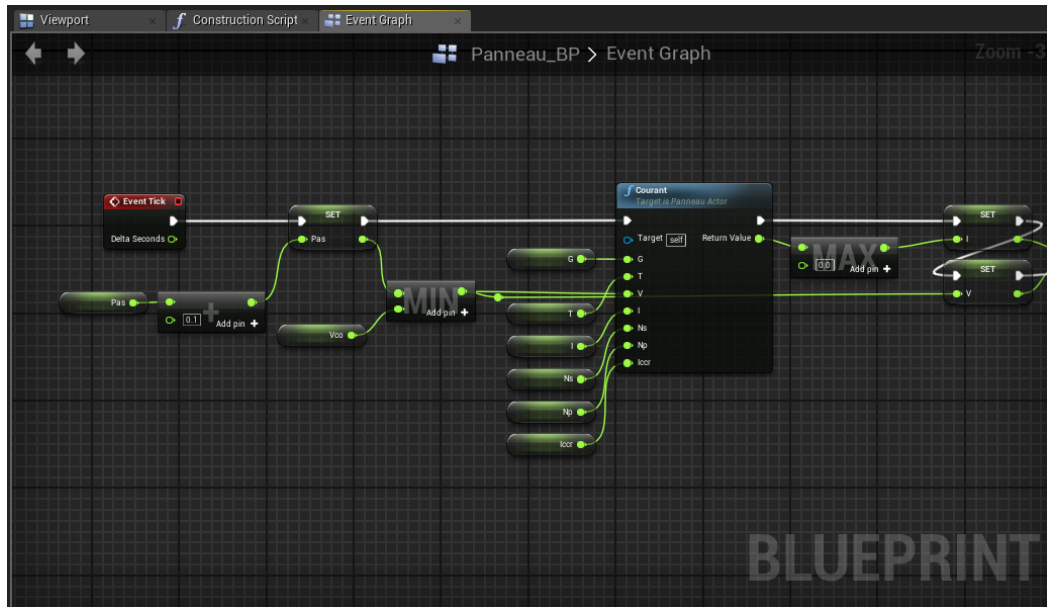 Viewport
f Construction Script
Event Graph
Panneau_BP > Event Graph
Zoom -3
Event Tick
Delta Seconds
SET
Pas
Pas
0.1
+
Add pin +
MIN
Add pin +
Vco
f Courant
Target is Panneau Actor
Target self
Return Value
G
T
V
I
Ns
Np
Iccr
G
T
I
Ns
Np
Iccr
MAX
0.0
Add pin +
SET
I
SET
V
BLUEPRINT